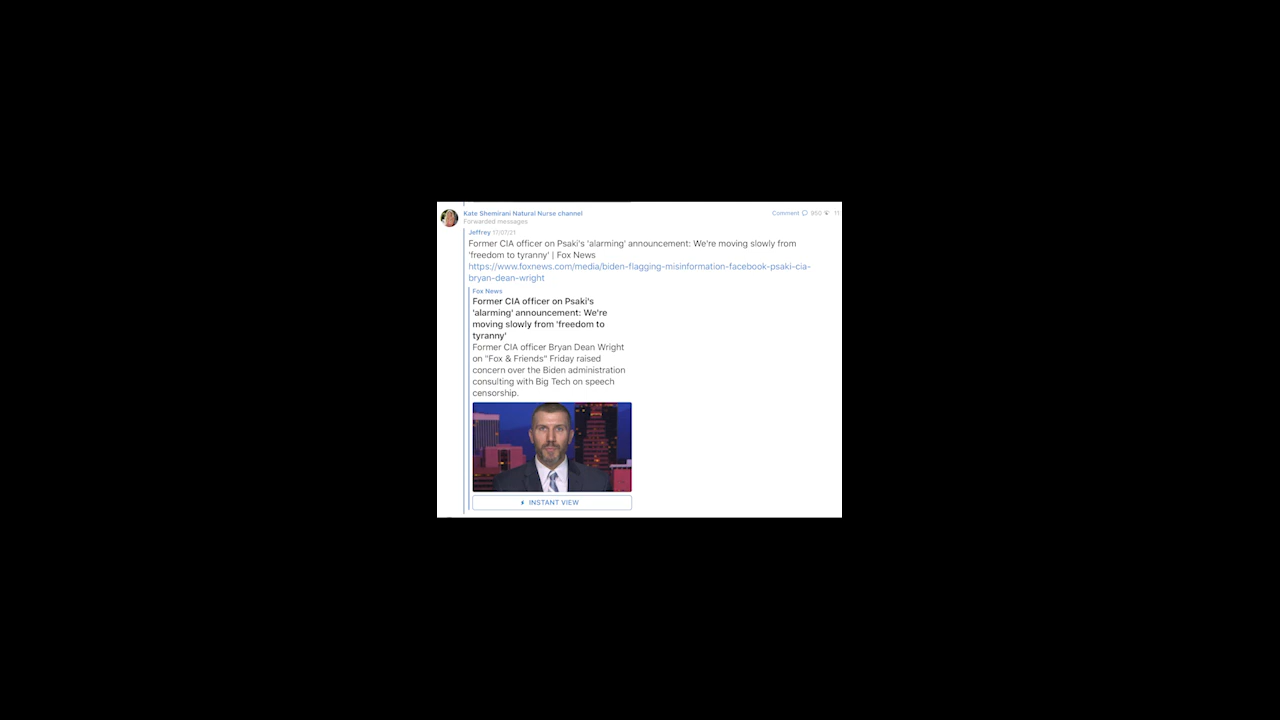 Kate Shemirani Natural Nurse channel
Comment 950 11
Forwarded messages
Jeffrey 17/07/21
Former CIA officer on Psaki's 'alarming' announcement: We're moving slowly from
'freedom to tyranny' | Fox News
https://www.foxnews.com/media/biden-flagging-misinformation-facebook-psaki-cia-
bryan-dean-wright
Fox News
Former CIA officer on Psaki's
'alarming' announcement: We're
moving slowly from 'freedom to
tyranny'
Former CIA officer Bryan Dean Wright
on "Fox & Friends" Friday raised
concern over the Biden administration
consulting with Big Tech on speech
censorship.
INSTANT VIEW